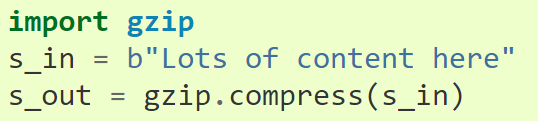 import gzip
s_in = b"Lots of content here"
s_out = gzip.compress(s_in)